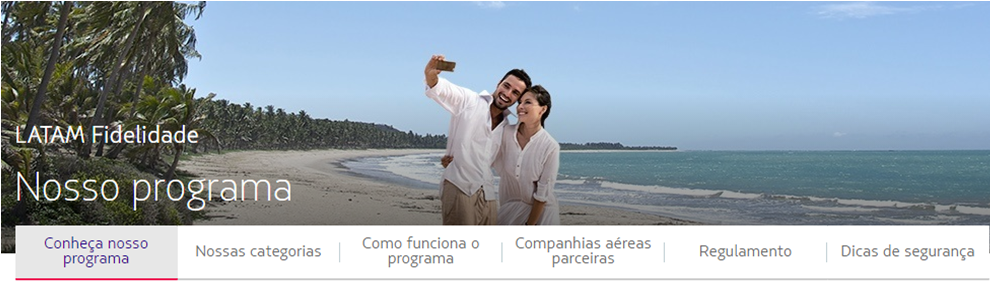 LATAM Fidelidade
Nosso programa
Conheça nosso
programa
Nossas categorias
Como funciona o
programa
Companhias aéreas
parceiras
Regulamento
Dicas de segurança